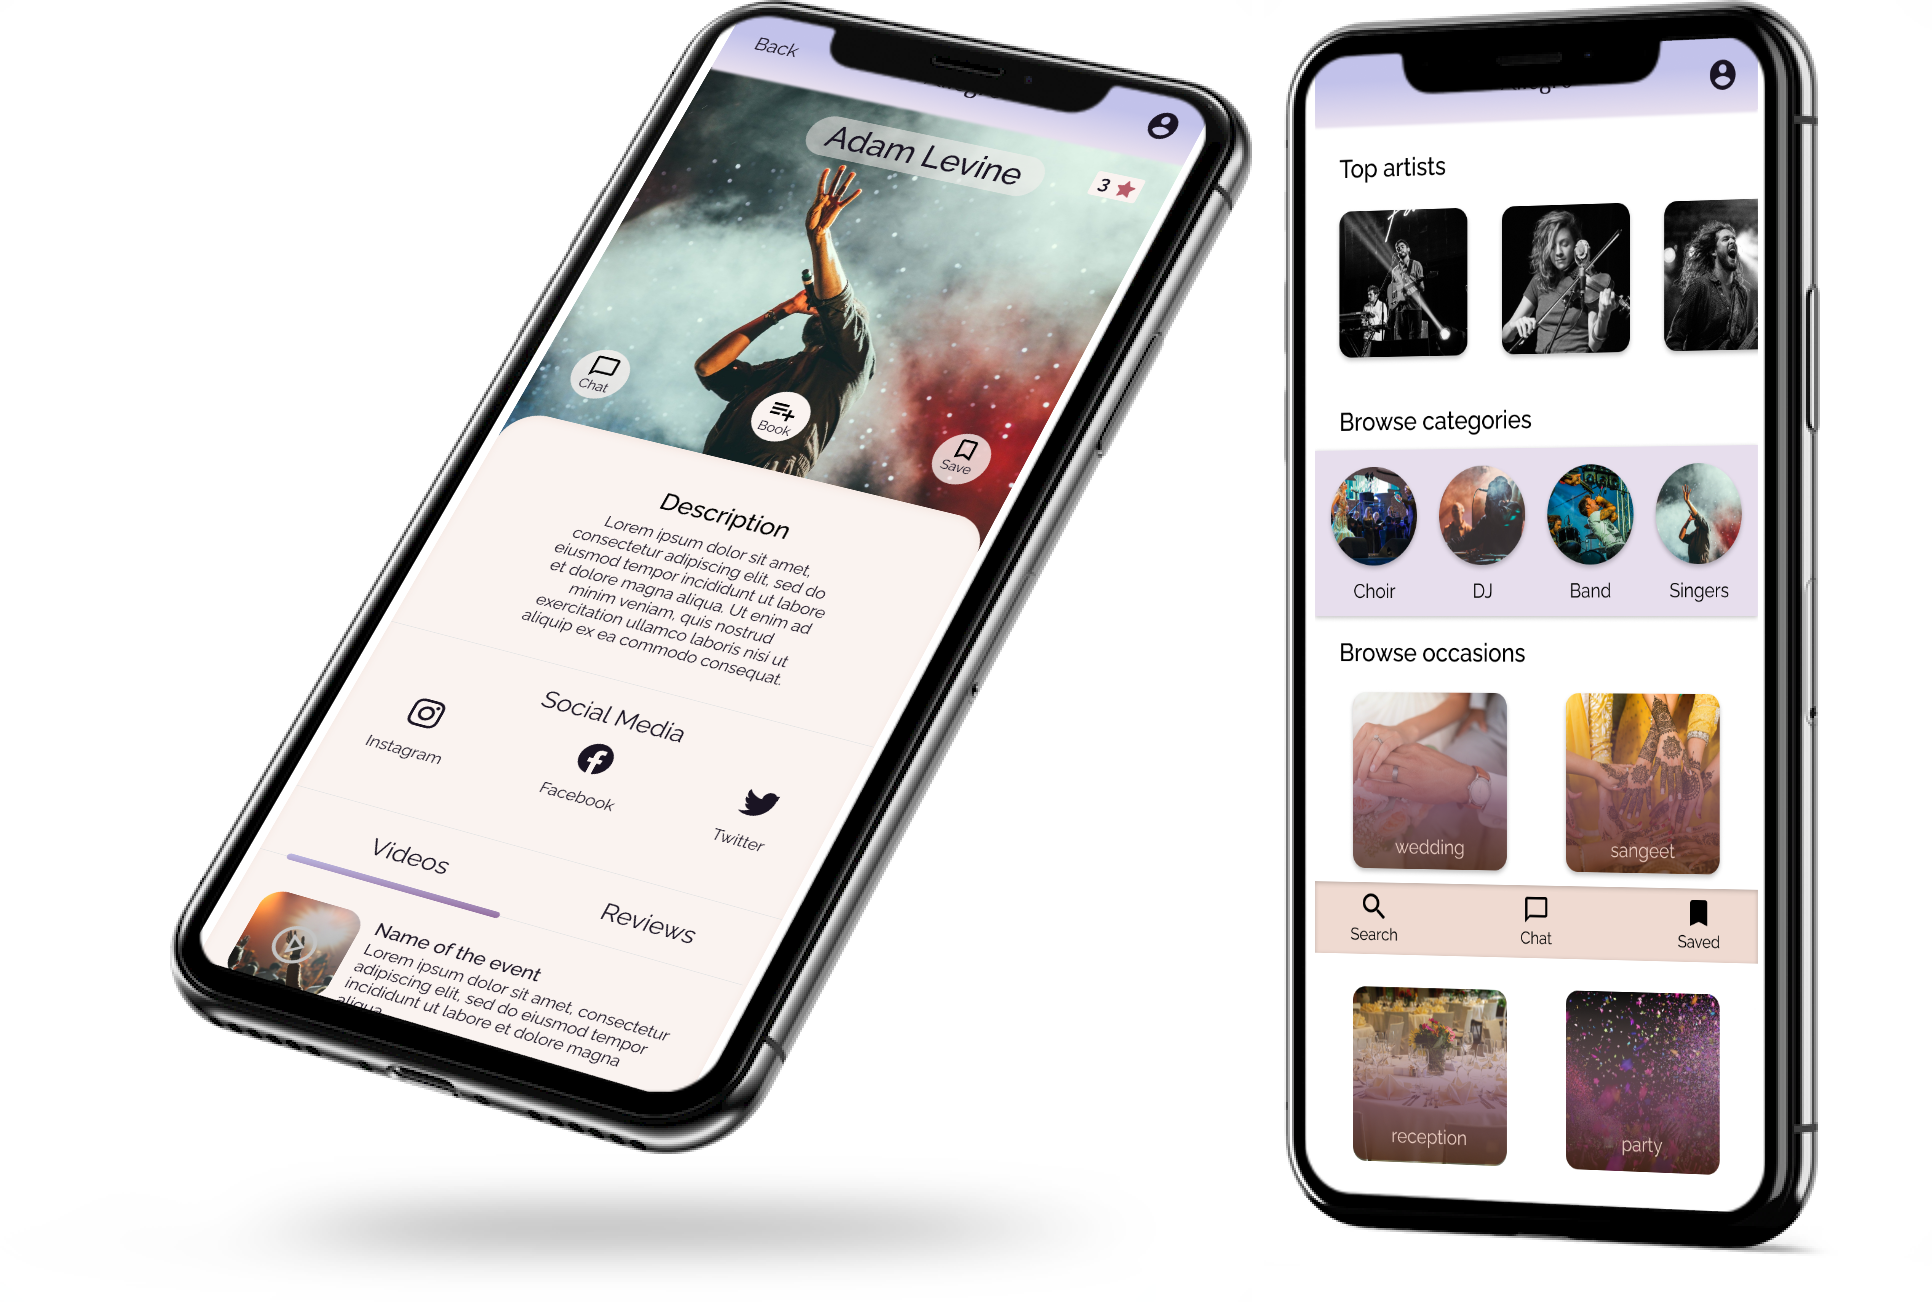 Back
Adam Levine
3
Chat
Book
Save
Description
Lorem ipsum dolor sit amet,
consectetur adipiscing elit, sed do
eiusmod tempor incididunt ut labore
et dolore magna aliqua. Ut enim ad
minim veniam, quis nostrud
exercitation ullamco laboris nisi ut
aliquip ex ea commodo consequat.
Social Media
Instagram
Facebook
Twitter
Videos
Reviews
Name of the event
Lorem ipsum dolor sit amet, consectetur
adipiscing elit, sed do eiusmod tempor
incididunt ut labore et dolore magna
aliqua
Top artists
Browse categories
Choir
DJ
Band
Singers
Browse occasions
wedding
sangeet
Search
Chat
Saved
reception
party